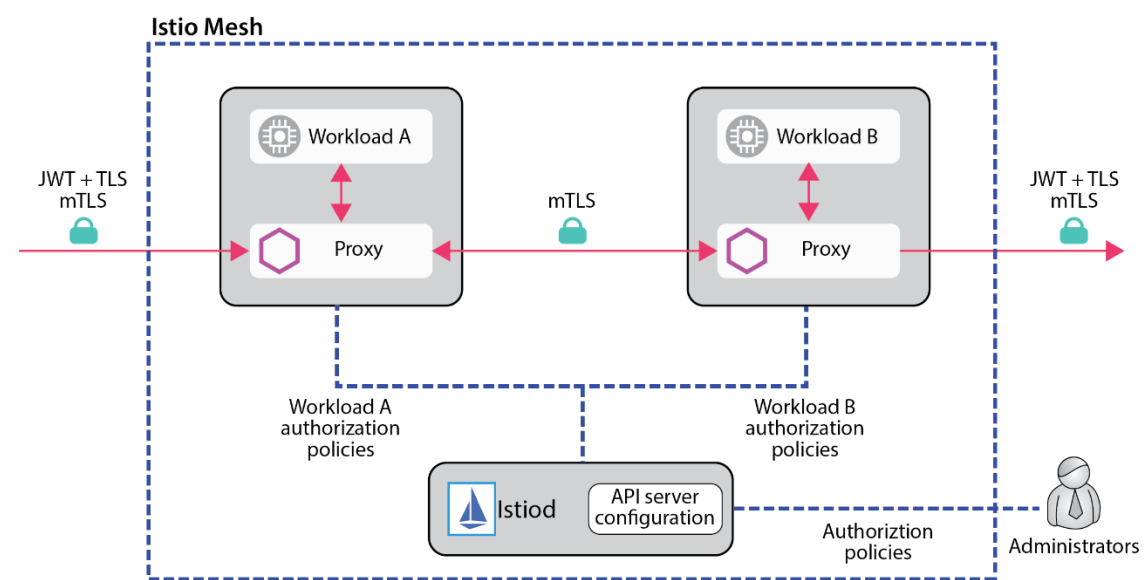 Istio Mesh
Workload A
Workload B
JWT + TLS
mTLS
mTLS
JWT + TLS
mTLS
Proxy
Proxy
Workload A
authorization
policies
Workload B
authorization
policies
Istiod
API server
configuration
Authoriztion
policies
Administrators